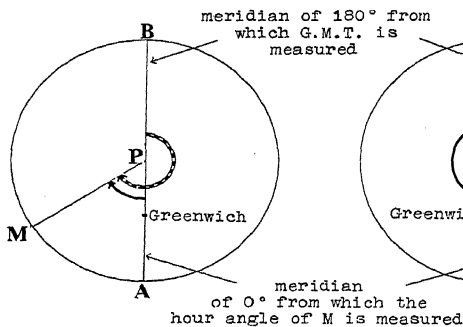 meridian of 180° from
which G.M.T. is
measured
B
P
Greenwich
M
A
meridian
of 0° from which the
hour angle of M is measured